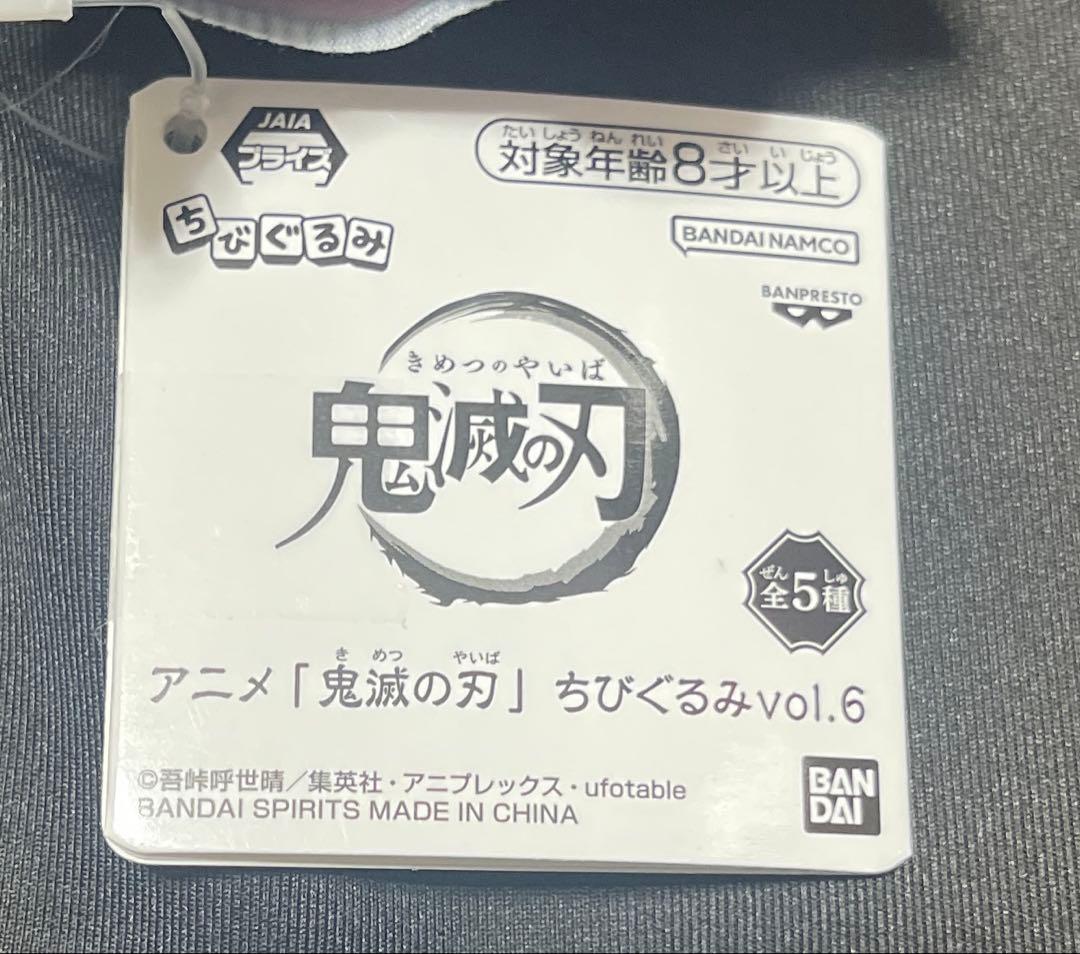 JAIA
プライズ
たいしょうねんれい さいいじょう
対象年齢8才以上
ちびぐるみ
BANDAI NAMCO
BANPRESTO
きめつのやいば
鬼滅の刃
ぜん しゅ
全5種
き めつ やいば
アニメ「鬼滅の刃」ちびぐるみvol.6
©吾峠呼世晴/集英社・アニプレックス・ufotable
BANDAI SPIRITS MADE IN CHINA
BAN
DAI